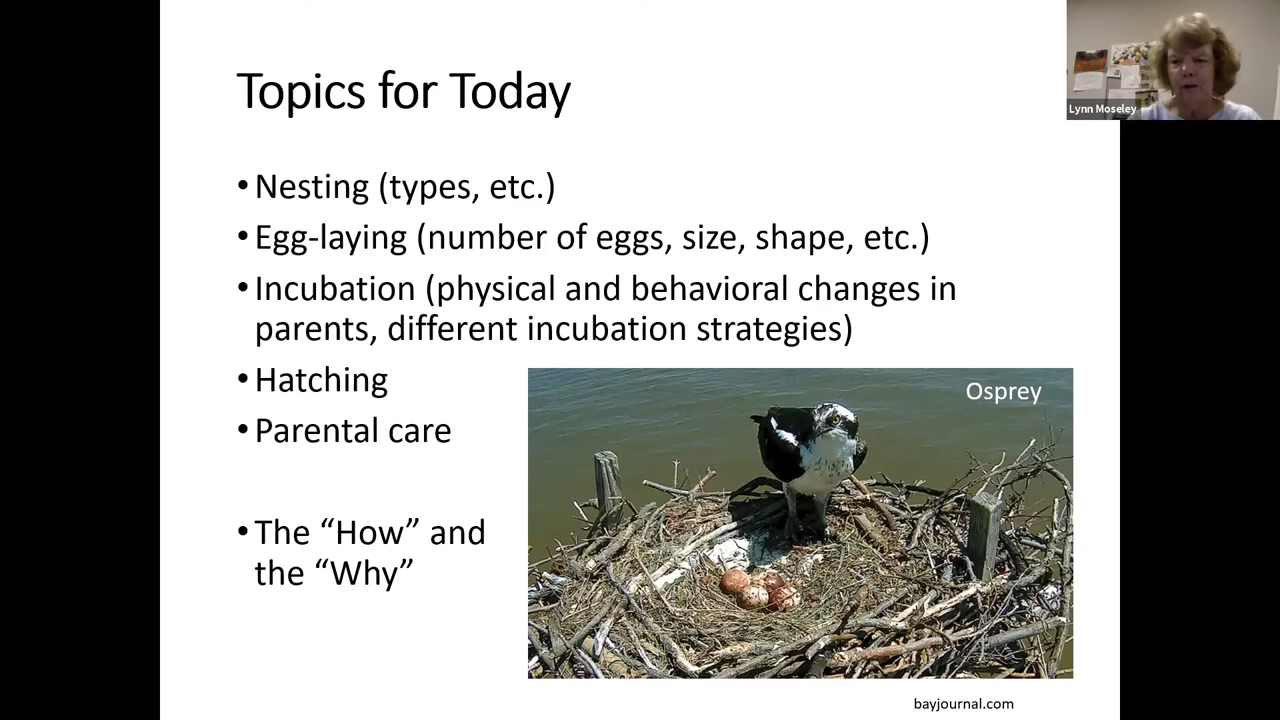 Topics for Today
Lynn Moseley
• Nesting (types, etc.)
• Egg-laying (number of eggs, size, shape, etc.)
• Incubation (physical and behavioral changes in
parents, different incubation strategies)
• Hatching
• Parental care
• The “How” and
the “Why”
Osprey
bayjournal.com